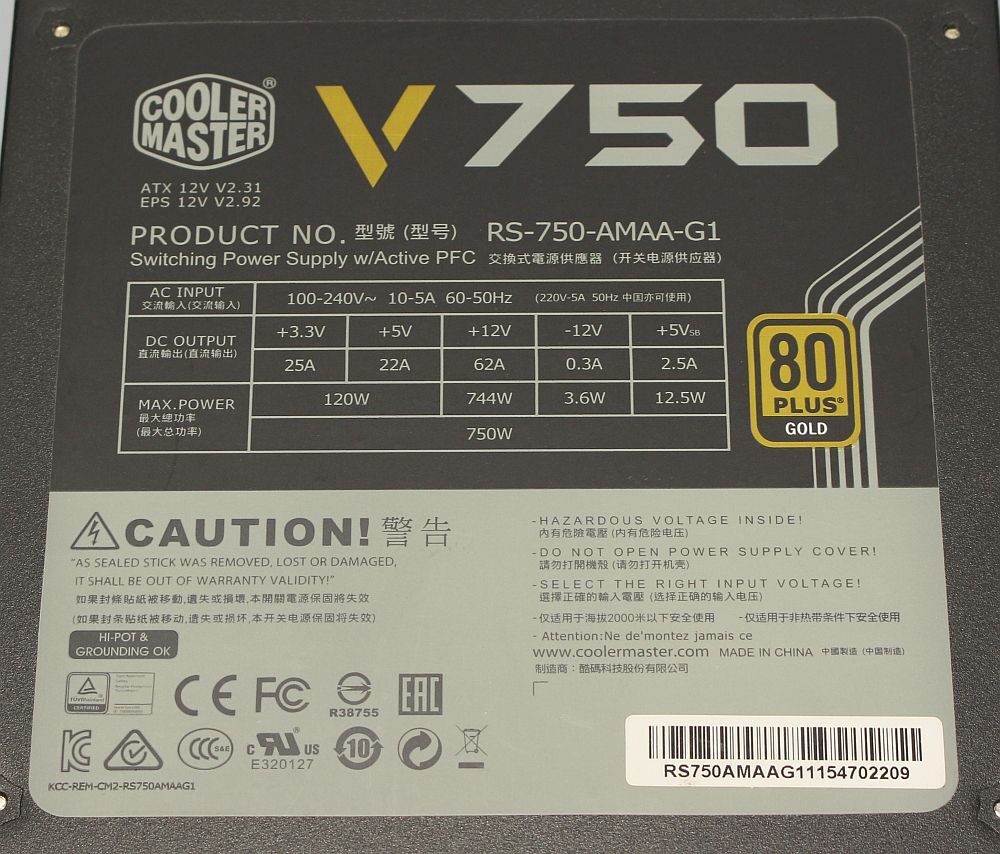 COOLER MASTER ®
V750
ATX 12V V2.31
EPS 12V V2.92
PRODUCT NO. 型號 (型号) RS-750-AMAA-G1
Switching Power Supply w/Active PFC 交換式電源供應器 (开关电源供应器)
AC INPUT 100-240V~ 10-5A 60-50Hz (220V-5A 50Hz 中国亦可使用)
交流輸入(交流输入)
DC OUTPUT +3.3V +5V +12V -12V +5VSB
直流輸出(直流输出) 25A 22A 62A 0.3A 2.5A
MAX.POWER 120W 744W 3.6W 12.5W
最大總功率
(最大总功率) 750W
80
PLUS®
GOLD
CAUTION! 警告
"AS SEALED STICK WAS REMOVED, LOST OR DAMAGED,
IT SHALL BE OUT OF WARRANTY VALIDITY!"
如果封條貼紙被移動,遺失或損壞,本開關電源保固將失效
(如果封条贴纸被移动,遗失或损坏,本开关电源保固将失效)
HI-POT &
GROUNDING OK
-HAZARDOUS VOLTAGE INSIDE!
內有危險電壓 (内有危险电压)
-DO NOT OPEN POWER SUPPLY COVER!
請勿打開機殼 (请勿打开机壳)
-SELECT THE RIGHT INPUT VOLTAGE!
選擇正確的輸入電壓 (选择正确的输入电压)
-仅适用于海拔2000米以下安全使用 -仅适用于非热带条件下安全使用
- Attention:Ne de'montez jamais ce
www.coolermaster.com MADE IN CHINA 中國製造 (中国制造)
制造商: 酷碼科技股份有限公司
TÜVRheinland
CERTIFIED
CE FC R38755 EAC
KC CCC S&E c RU ® US
E320127
10
KCC-REM-CM2-RS750AMAAG1
RS750AMAAG11154702209